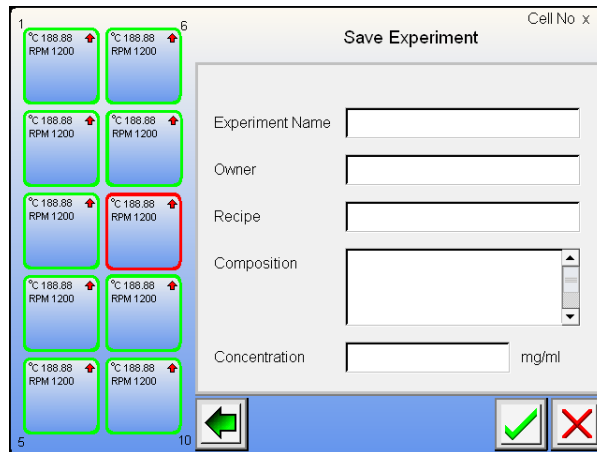 1
6
°C 188.88
RPM 1200
°C 188.88
RPM 1200
°C 188.88
RPM 1200
°C 188.88
RPM 1200
°C 188.88
RPM 1200
°C 188.88
RPM 1200
°C 188.88
RPM 1200
°C 188.88
RPM 1200
°C 188.88
RPM 1200
°C 188.88
RPM 1200
5
10
Cell No x
Save Experiment
Experiment Name
Owner
Recipe
Composition
Concentration mg/ml